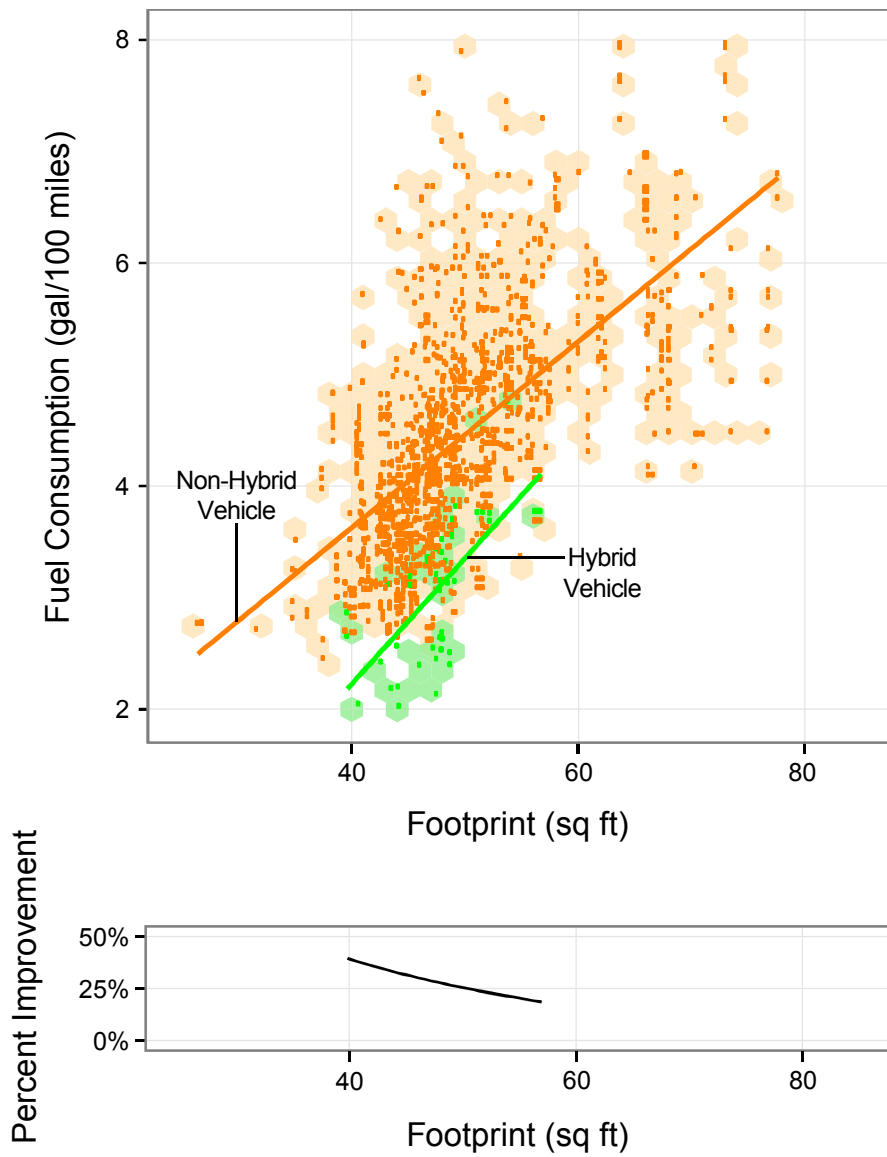 Fuel Consumption (gal/100 miles)
8
6
4
2
Non-Hybrid
Vehicle
Hybrid
Vehicle
40
60
80
Footprint (sq ft)
Percent Improvement
50%
25%
0%
40
60
80
Footprint (sq ft)